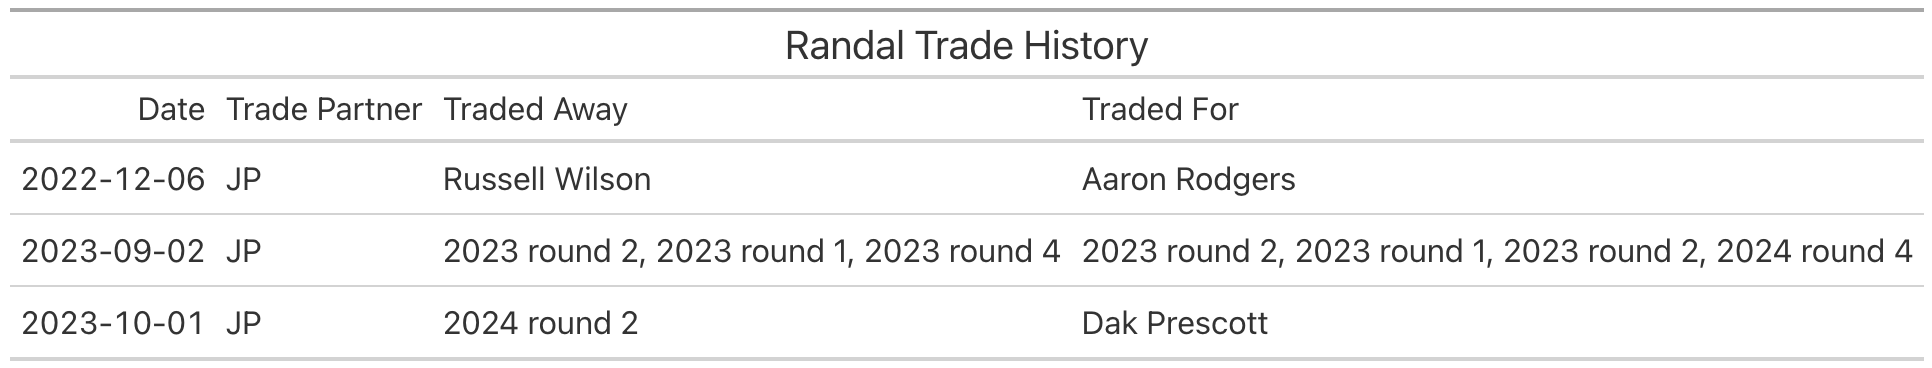 Randal Trade History
Date Trade Partner Traded Away Traded For
2022-12-06 JP Russell Wilson Aaron Rodgers
2023-09-02 JP 2023 round 2, 2023 round 1, 2023 round 4 2023 round 2, 2023 round 1, 2023 round 2, 2024 round 4
2023-10-01 JP 2024 round 2 Dak Prescott